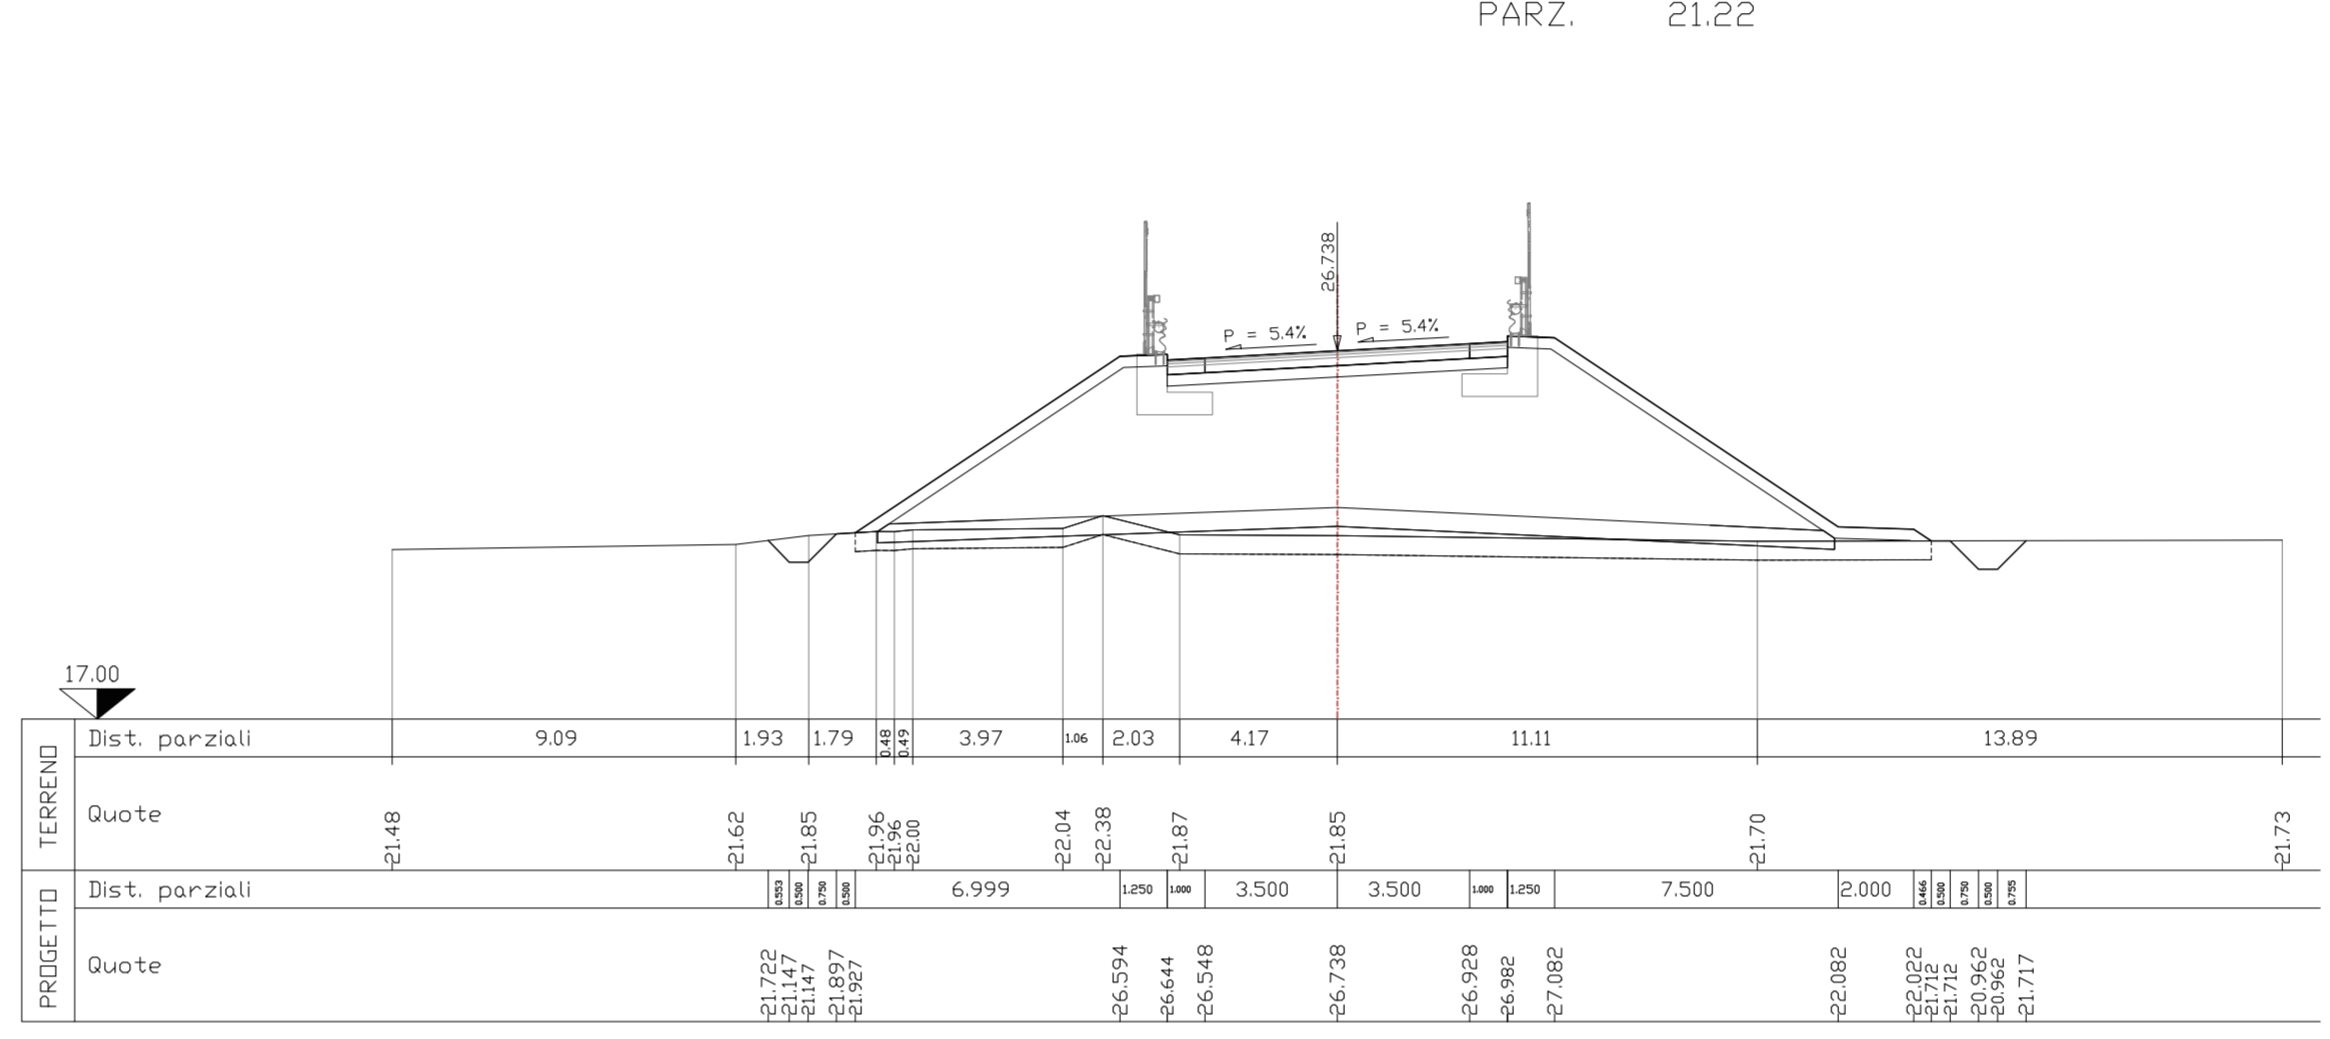 PARZ. 21.22
26.738
P = 5.4% P = 5.4%
17.00
TERRENO
Dist. parziali 9.09 1.93 1.79 0.48 0.49 3.97 1.06 2.03 4.17 11.11 13.89
Quote 21.48 21.62 21.85 21.96 21.96 22.00 22.04 22.38 21.87 21.85 21.70 21.73
PROGETTO
Dist. parziali 0.553 0.500 0.750 0.500 6.999 1.250 1.000 3.500 3.500 1.000 1.250 7.500 2.000 0.466 0.500 0.750 0.500 0.755
Quote 21.722 21.147 21.147 21.897 21.927 26.594 26.644 26.548 26.738 26.928 26.982 27.082 22.082 22.022 21.712 21.712 20.962 20.962 21.717